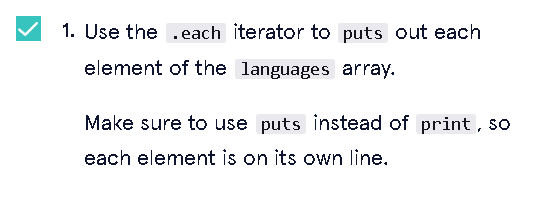 1. Use the .each iterator to puts out each
element of the languages array.
Make sure to use puts instead of print, so
each element is on its own line.